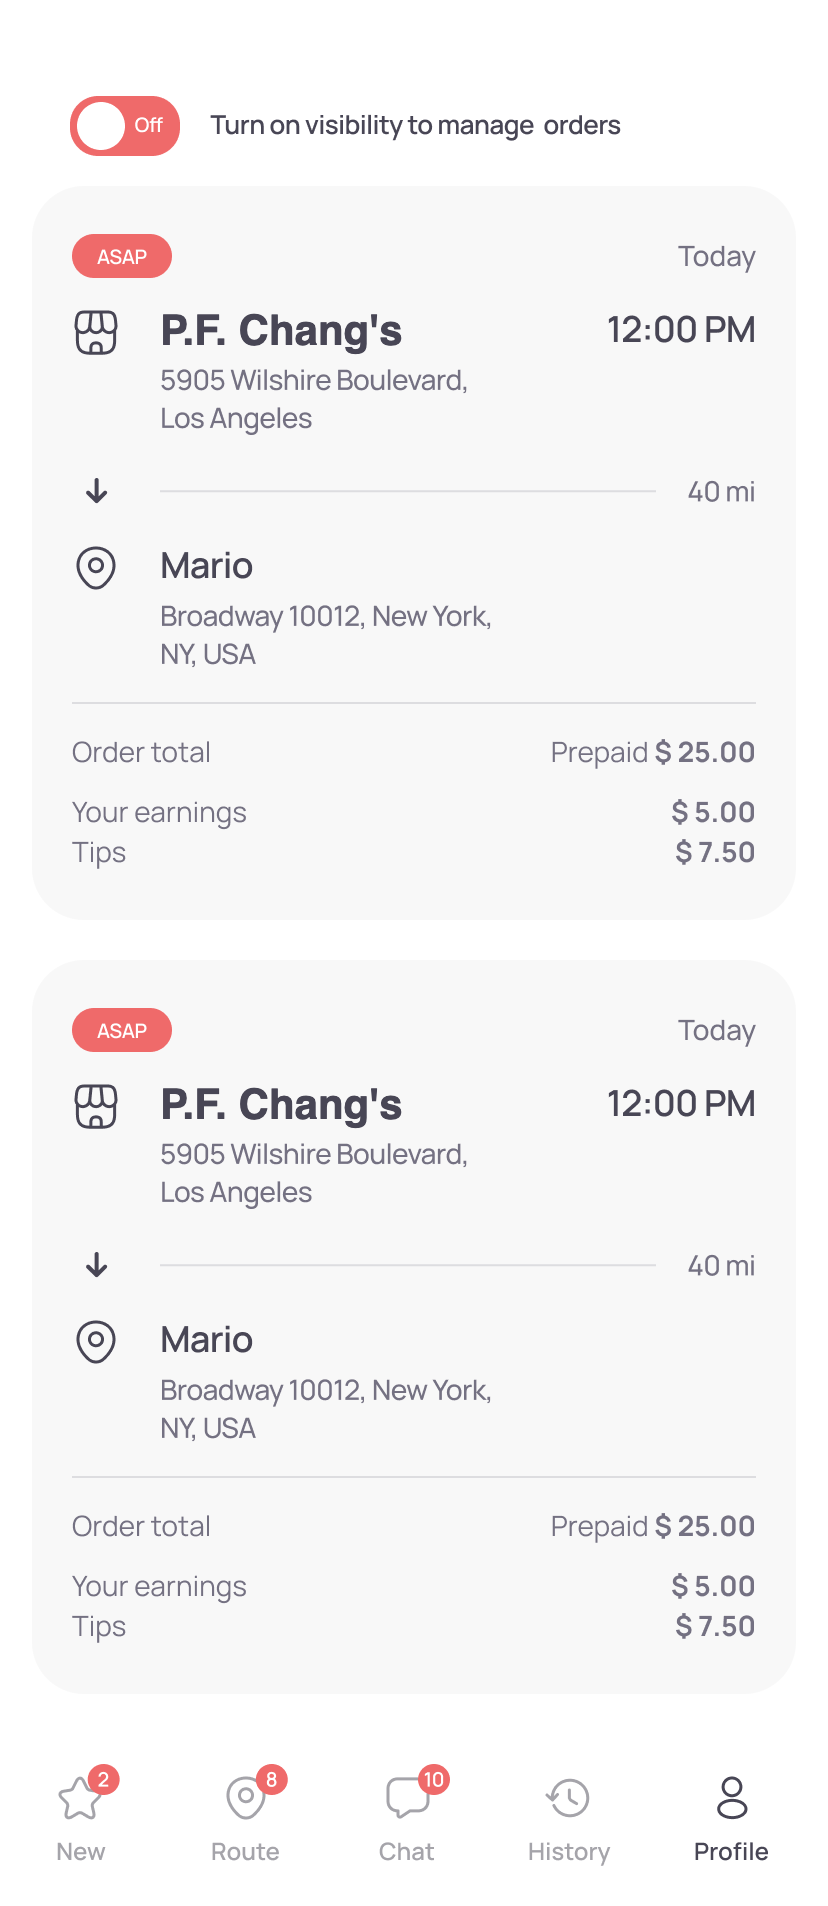 Off Turn on visibility to manage  orders
ASAP Today
P.F. Chang's 12:00 PM
5905 Wilshire Boulevard,
Los Angeles
40 mi
Mario
Broadway 10012, New York,
NY, USA
Order total Prepaid $ 25.00
Your earnings $ 5.00
Tips $ 7.50
ASAP Today
P.F. Chang's 12:00 PM
5905 Wilshire Boulevard,
Los Angeles
40 mi
Mario
Broadway 10012, New York,
NY, USA
Order total Prepaid $ 25.00
Your earnings $ 5.00
Tips $ 7.50
2 8 10
New Route Chat History Profile